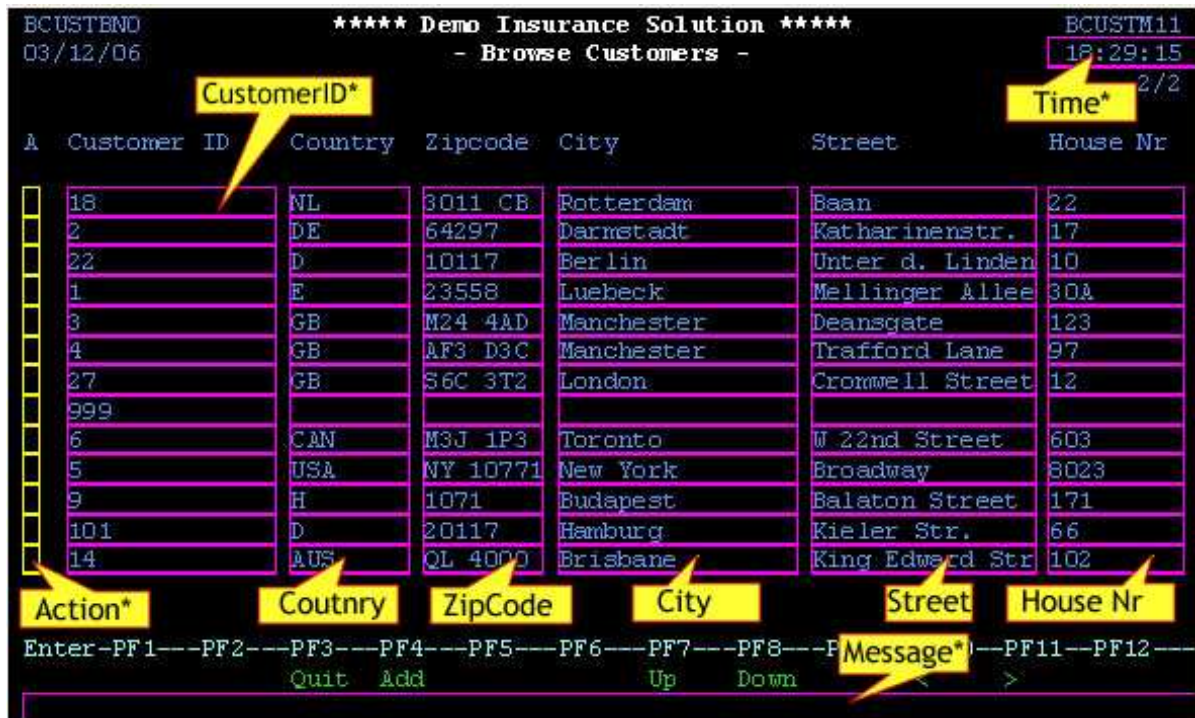 BCUSTBNO ***** Demo Insurance Solution ***** BCUSTM11
03/12/06 - Browse Customers - 18:29:15
CustomerID* Time* 2/2
A Customer ID Country Zipcode City Street House Nr
18 NL 3011 CB Rotterdam Baan 22
2 DE 64297 Darmstadt Katharinenstr. 17
22 D 10117 Berlin Unter d. Linden 10
1 E 23558 Luebeck Mellinger Allee 30A
3 GB M24 4AD Manchester Deansgate 123
4 GB AF3 D3C Manchester Trafford Lane 97
27 GB S6C 3T2 London Cromwell Street 12
999
6 CAN M3J 1P3 Toronto W 22nd Street 603
5 USA NY 10771 New York Broadway 8023
9 H 1071 Budapest Balaton Street 171
101 D 20117 Hamburg Kieler Str. 66
14 AUS QL 4000 Brisbane King Edward Str 102
Action* Coutnry ZipCode City Street House Nr
Enter-PF1---PF2---PF3---PF4---PF5---PF6---PF7---PF8---P Message* --PF11--PF12---
Quit Add Up Down < >